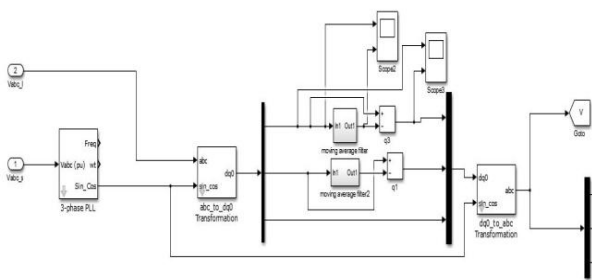 2
Vabc_l
1
Vabc_s
Vabc (pu)
Freq
wt
Sin_Cos
3-phase PLL
abc
sin_cos
dq0
abc_to_dq0
Transformation
In1 Out1
moving average filter
In1 Out1
moving average filter2
Scope2
Scope3
+
−
q3
+
−
q1
dq0
sin_cos
abc
dq0_to_abc
Transformation
V
Goto